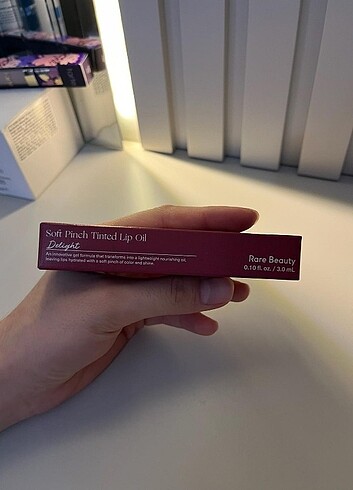 Soft Pinch Tinted Lip Oil
Delight
An innovative gel formula that transforms into a lightweight nourishing oil,
leaving lips hydrated with a soft pinch of color and shine.
Rare Beauty
0.10 fl. oz. / 3.0 mL